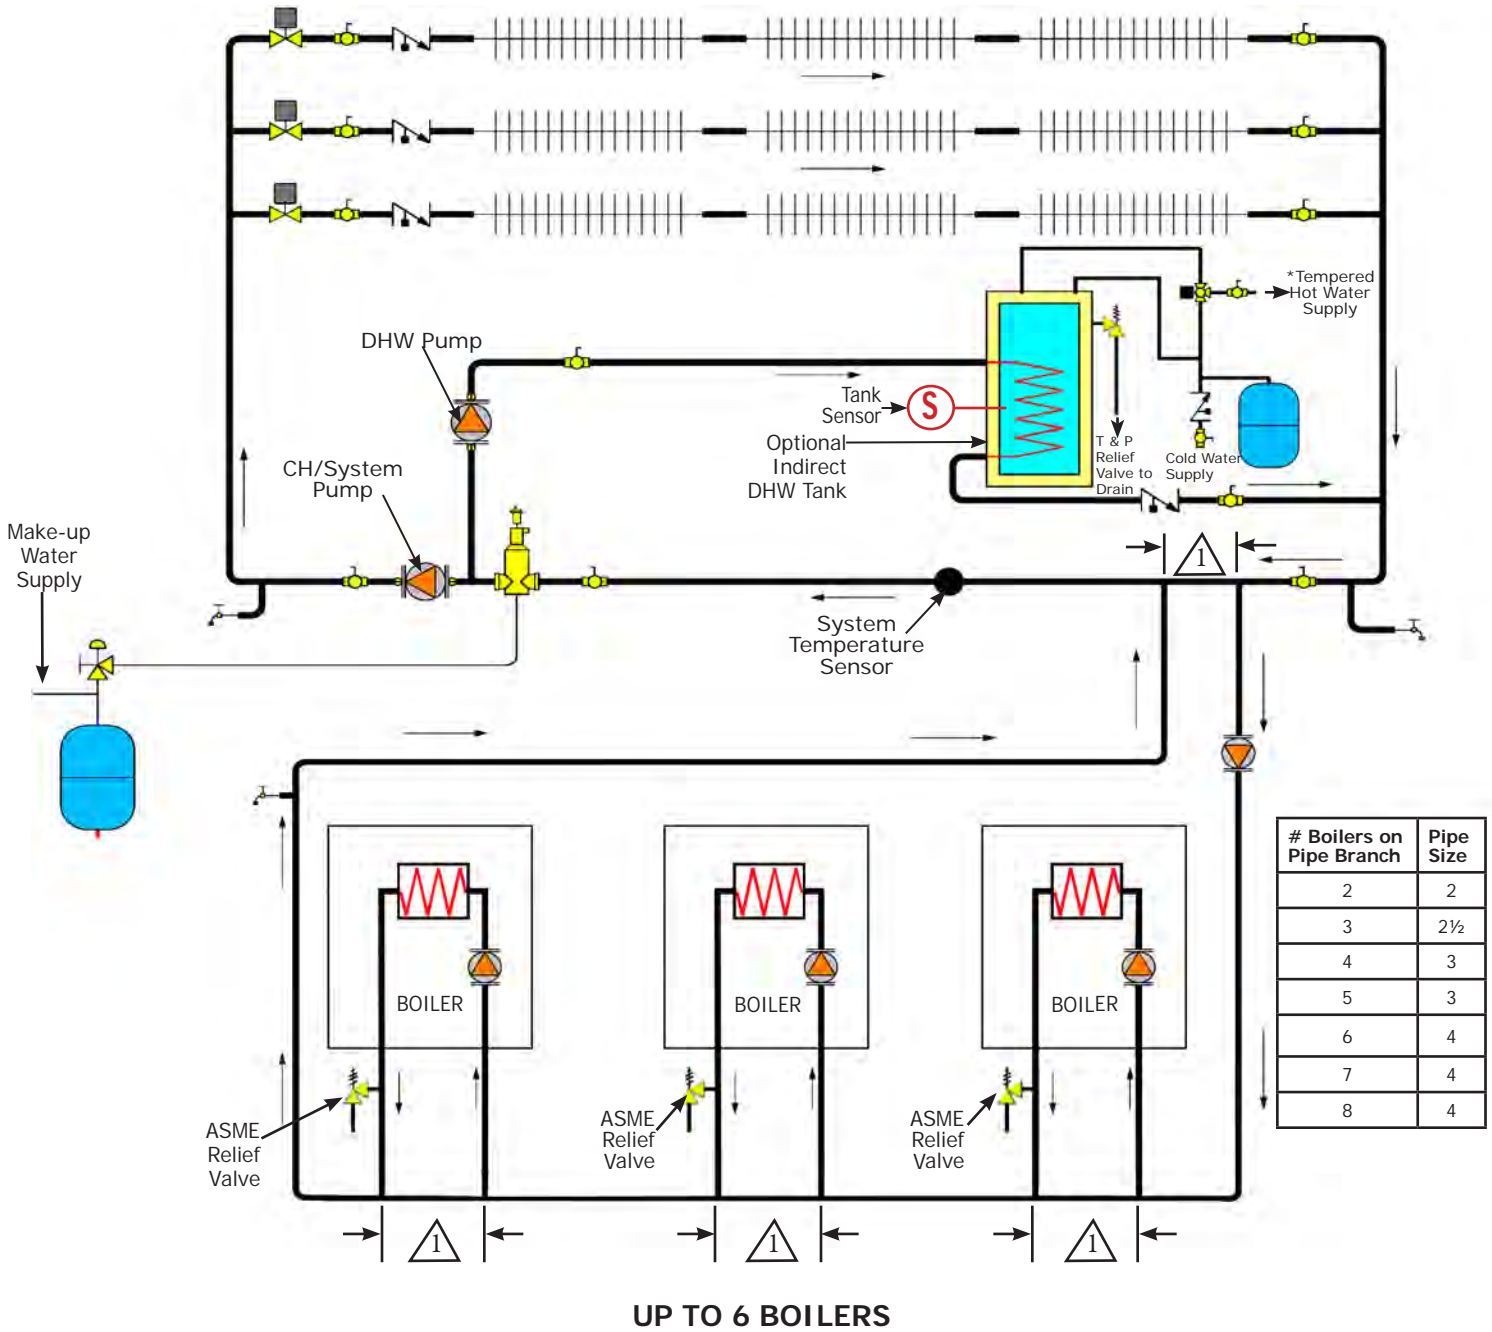 *Tempered
Hot Water
Supply
DHW Pump
Tank
Sensor
S
Optional
Indirect
DHW Tank
T & P
Relief
Valve to
Drain
Cold Water
Supply
CH/System
Pump
Make-up
Water
Supply
1
System
Temperature
Sensor
# Boilers on
Pipe Branch
Pipe
Size
2 2
3 2½
4 3
5 3
6 4
7 4
8 4
BOILER
BOILER
BOILER
ASME
Relief
Valve
ASME
Relief
Valve
ASME
Relief
Valve
1
1
1
UP TO 6 BOILERS